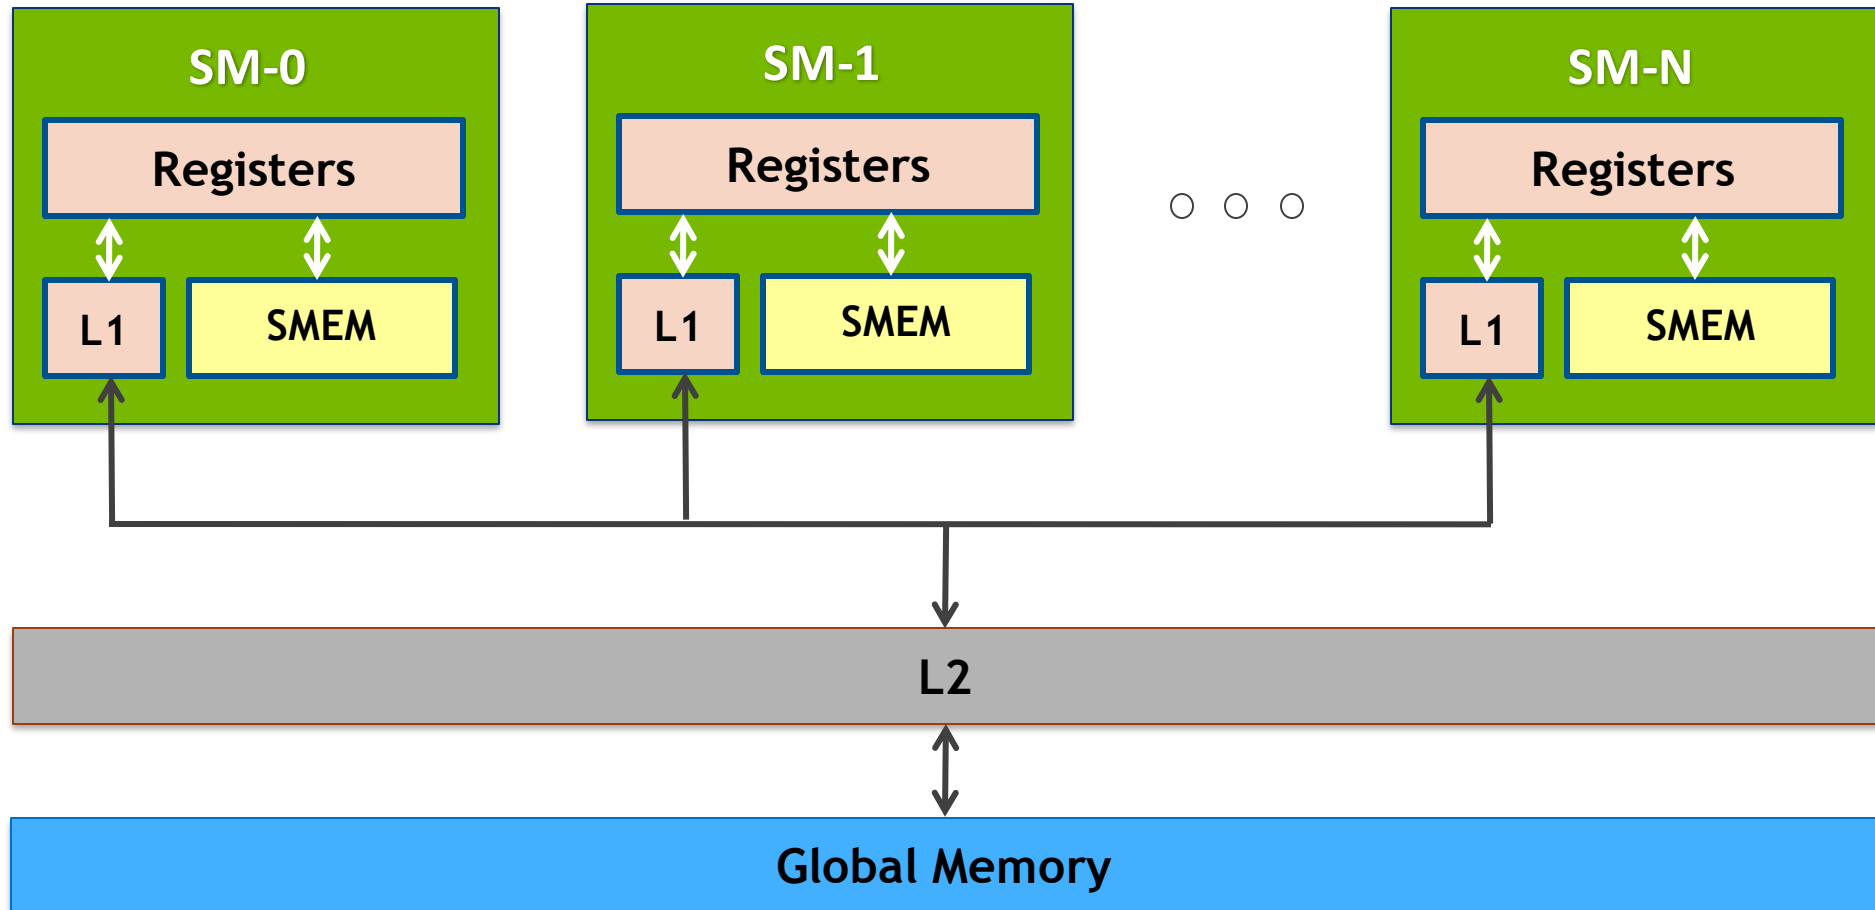 SM-0
Registers
L1
SMEM
SM-1
Registers
L1
SMEM
SM-N
Registers
L1
SMEM
L2
Global Memory